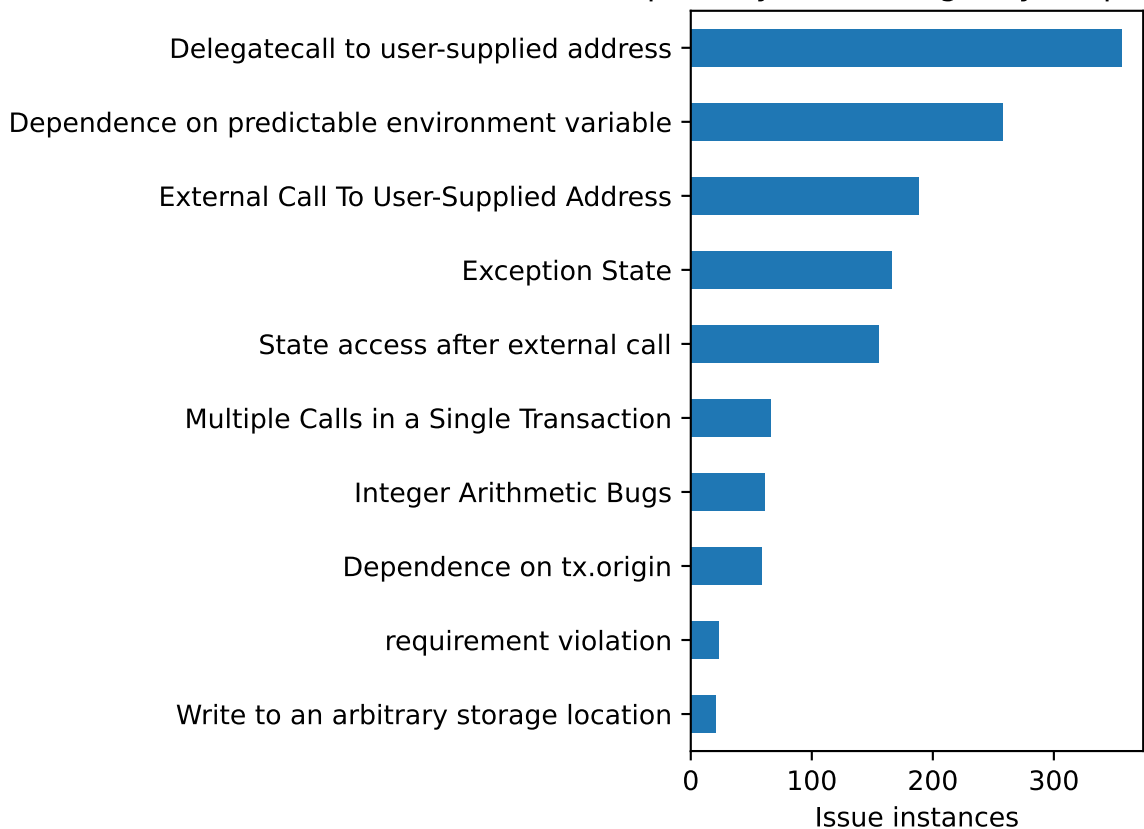 Delegatecall to user-supplied address
Dependence on predictable environment variable
External Call To User-Supplied Address
Exception State
State access after external call
Multiple Calls in a Single Transaction
Integer Arithmetic Bugs
Dependence on tx.origin
requirement violation
Write to an arbitrary storage location
0 100 200 300
Issue instances